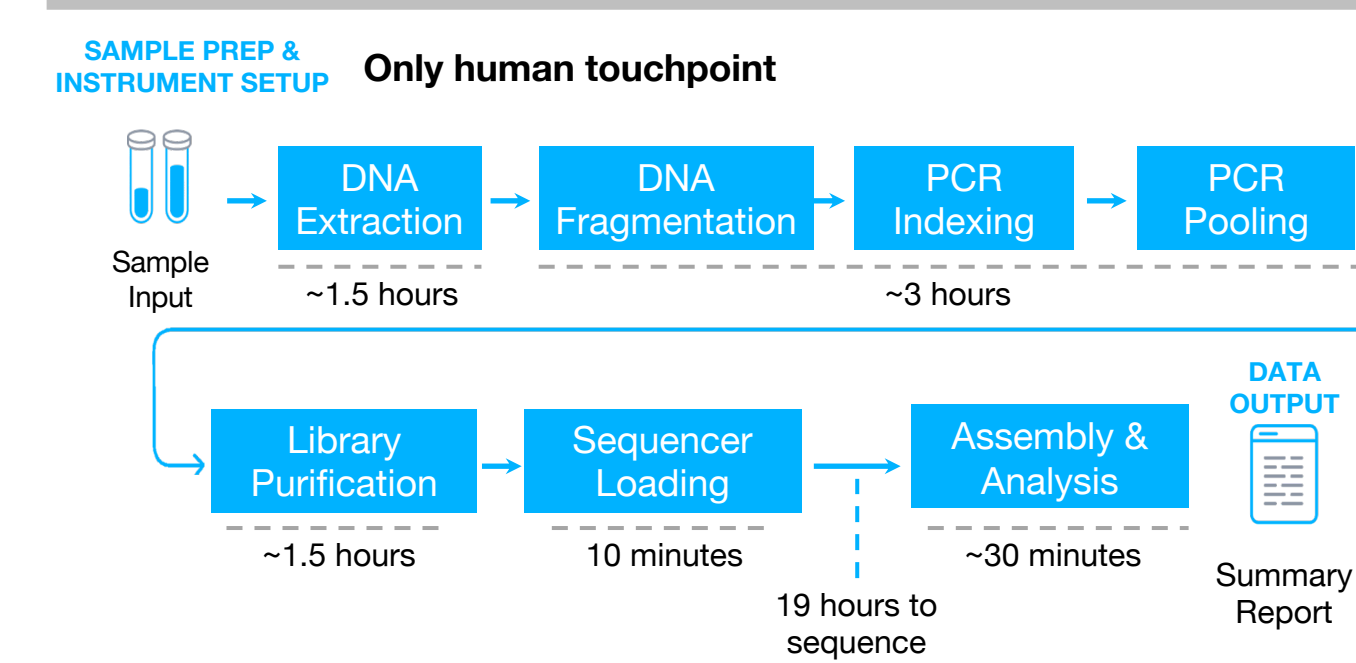 SAMPLE PREP &
INSTRUMENT SETUP
Only human touchpoint
Sample
Input
DNA
Extraction
~1.5 hours
DNA
Fragmentation
PCR
Indexing
PCR
Pooling
~3 hours
Library
Purification
~1.5 hours
Sequencer
Loading
10 minutes
19 hours to
sequence
Assembly &
Analysis
~30 minutes
DATA
OUTPUT
Summary
Report